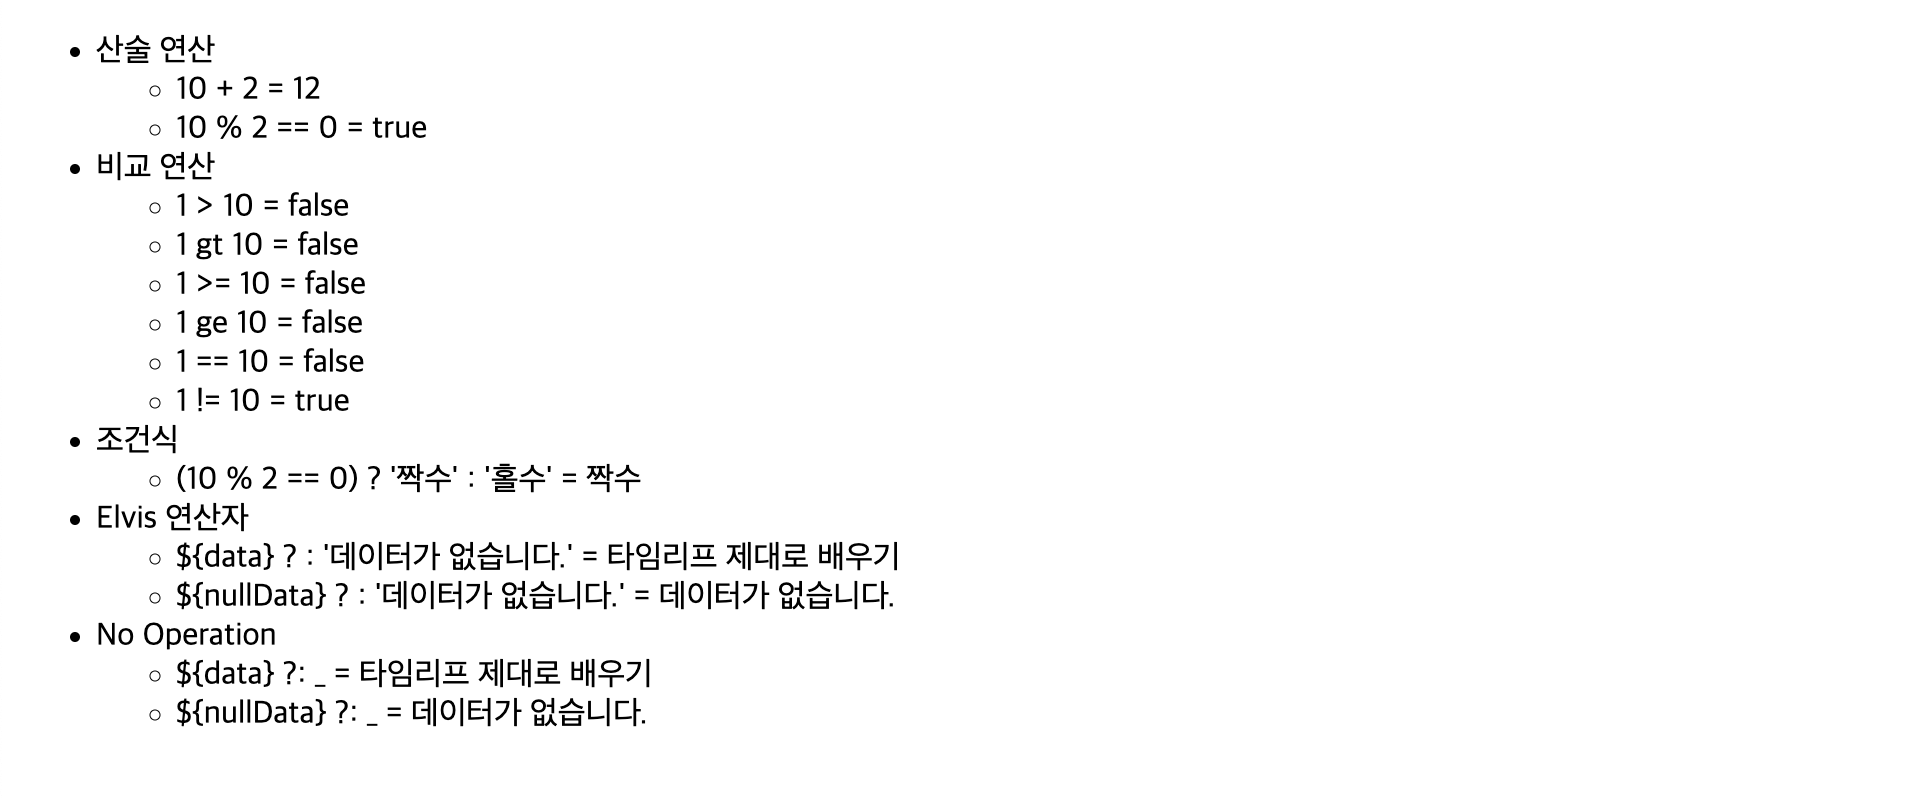 산술 연산
10 + 2 = 12
10 % 2 == 0 = true
비교 연산
1 > 10 = false
1 gt 10 = false
1 >= 10 = false
1 ge 10 = false
1 == 10 = false
1 != 10 = true
조건식
(10 % 2 == 0) ? '짝수' : '홀수' = 짝수
Elvis 연산자
${data} ? : '데이터가 없습니다.' = 타임리프 제대로 배우기
${nullData} ? : '데이터가 없습니다.' = 데이터가 없습니다.
No Operation
${data} ?: _ = 타임리프 제대로 배우기
${nullData} ?: _ = 데이터가 없습니다.